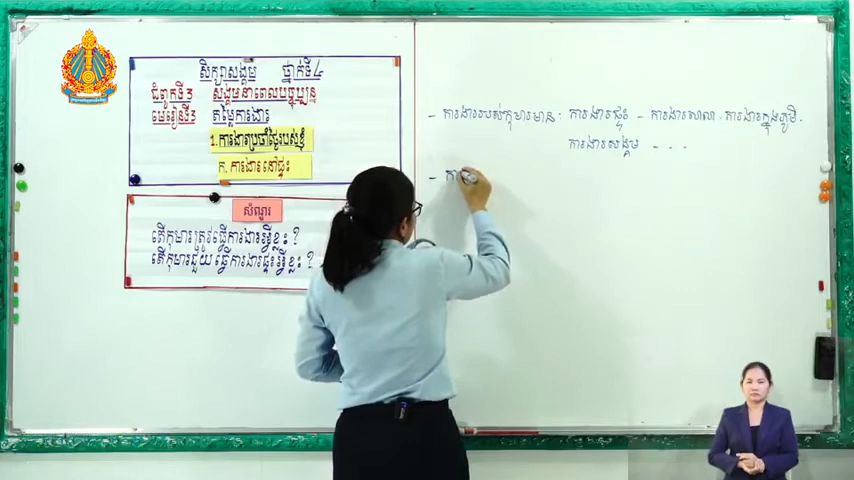 សិក្សាសង្គម ថ្នាក់ទី៤
ជំពូកទី3 សង្គមនាពេលបច្ចុប្បន្ន
មេរៀនទី3 តម្លៃការងារ
1.ការងារប្រចាំថ្ងៃរបស់ខ្ញុំ
ក. ការងារនៅផ្ទះ
សំណួរ
តើកុមារត្រូវធ្វើការងារអ្វីខ្លះ ?
តើកុមារជួយធ្វើការងារផ្ទះអ្វីខ្លះ ?
- ការងាររបស់កុមារមាន: ការងារផ្ទះ - ការងារសាលា . ការងារក្នុងភូមិ.
ការងារសង្គម - . . .
- កា